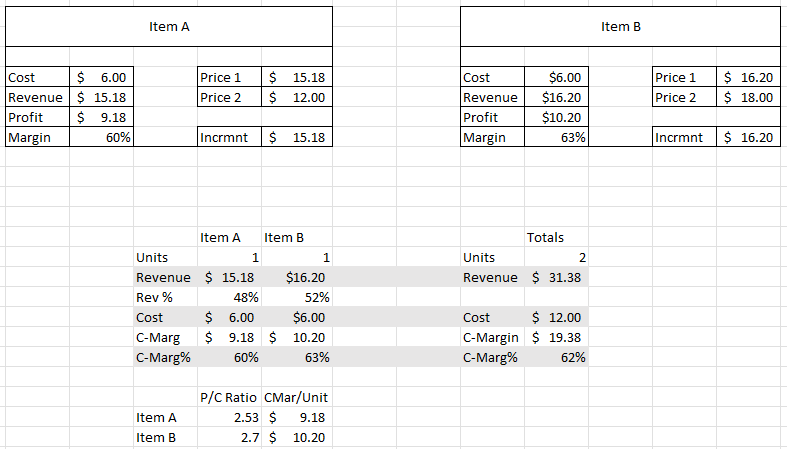 Item A Item B
Cost $ 6.00 Price 1 $ 15.18 Cost $6.00 Price 1 $ 16.20
Revenue $ 15.18 Price 2 $ 12.00 Revenue $16.20 Price 2 $ 18.00
Profit $ 9.18 Profit $10.20
Margin 60% Incrmnt $ 15.18 Margin 63% Incrmnt $ 16.20
Item A Item B Totals
Units 1 1 Units 2
Revenue $ 15.18 $16.20 Revenue $ 31.38
Rev % 48% 52%
Cost $ 6.00 $6.00 Cost $ 12.00
C-Marg $ 9.18 $ 10.20 C-Margin $ 19.38
C-Marg% 60% 63% C-Marg% 62%
P/C Ratio CMar/Unit
Item A 2.53 $ 9.18
Item B 2.7 $ 10.20